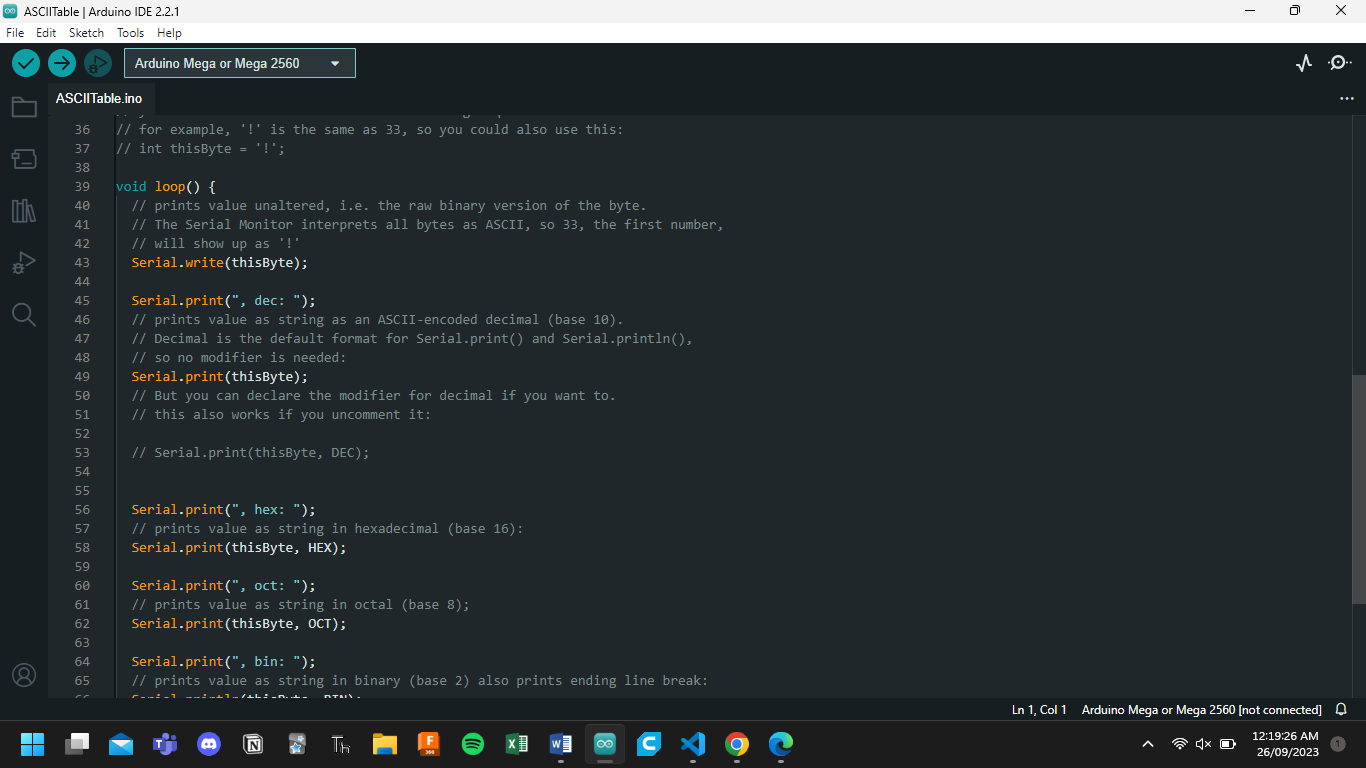 ASCIITable | Arduino IDE 2.2.1
File Edit Sketch Tools Help
Arduino Mega or Mega 2560
ASCIITable.ino
36 // for example, '!' is the same as 33, so you could also use this:
37 // int thisByte = '!';
38
39 void loop() {
40 // prints value unaltered, i.e. the raw binary version of the byte.
41 // The Serial Monitor interprets all bytes as ASCII, so 33, the first number,
42 // will show up as '!'
43 Serial.write(thisByte);
44
45 Serial.print(", dec: ");
46 // prints value as string as an ASCII-encoded decimal (base 10).
47 // Decimal is the default format for Serial.print() and Serial.println(),
48 // so no modifier is needed:
49 Serial.print(thisByte);
50 // But you can declare the modifier for decimal if you want to.
51 // this also works if you uncomment it:
52
53 // Serial.print(thisByte, DEC);
54
55
56 Serial.print(", hex: ");
57 // prints value as string in hexadecimal (base 16):
58 Serial.print(thisByte, HEX);
59
60 Serial.print(", oct: ");
61 // prints value as string in octal (base 8);
62 Serial.print(thisByte, OCT);
63
64 Serial.print(", bin: ");
65 // prints value as string in binary (base 2) also prints ending line break:
66 Serial.println(thisByte, BIN);
Ln 1, Col 1 Arduino Mega or Mega 2560 [not connected]
12:19:26 AM
26/09/2023
1